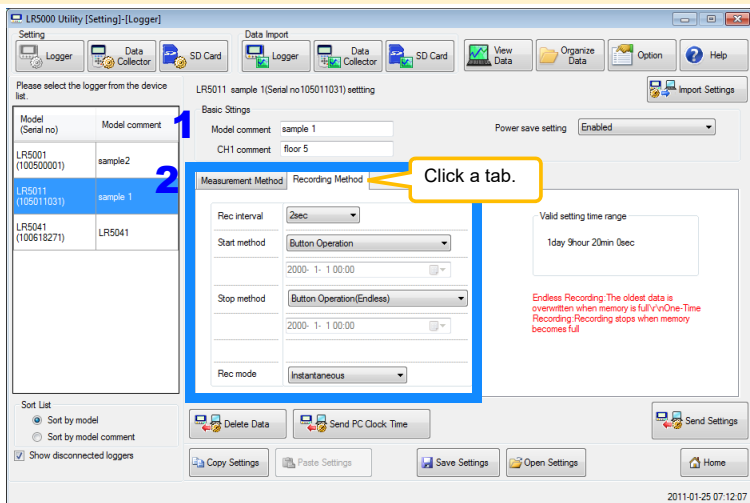 LR5000 Utility [Setting]-[Logger]
Setting
Data Import
Logger
Data Collector
SD Card
Logger
Data Collector
SD Card
View Data
Organize Data
Option
Help
Please select the logger from the device list.
LR5011 sample 1(Serial no105011031) settting
Import Settings
Model (Serial no)
Model comment
1
Basic Sttings
Model comment
sample 1
Power save setting
Enabled
CH1 comment
floor 5
LR5001 (100500001)
sample2
2
LR5011 (105011031)
sample 1
LR5041 (100618271)
LR5041
Measurement Method
Recording Method
Click a tab.
Rec interval
2sec
Start method
Button Operation
2000- 1- 1 00:00
Stop method
Button Operation(Endless)
2000- 1- 1 00:00
Rec mode
Instantaneous
Valid setting time range
1day 9hour 20min 0sec
Endless Recording:The oldest data is
overwritten when memory is full\r\nOne-Time
Recording:Recording stops when memory
becomes full
Sort List
Sort by model
Sort by model comment
Show disconnected loggers
Delete Data
Send PC Clock Time
Send Settings
Copy Settings
Paste Settings
Save Settings
Open Settings
Home
2011-01-25 07:12:07